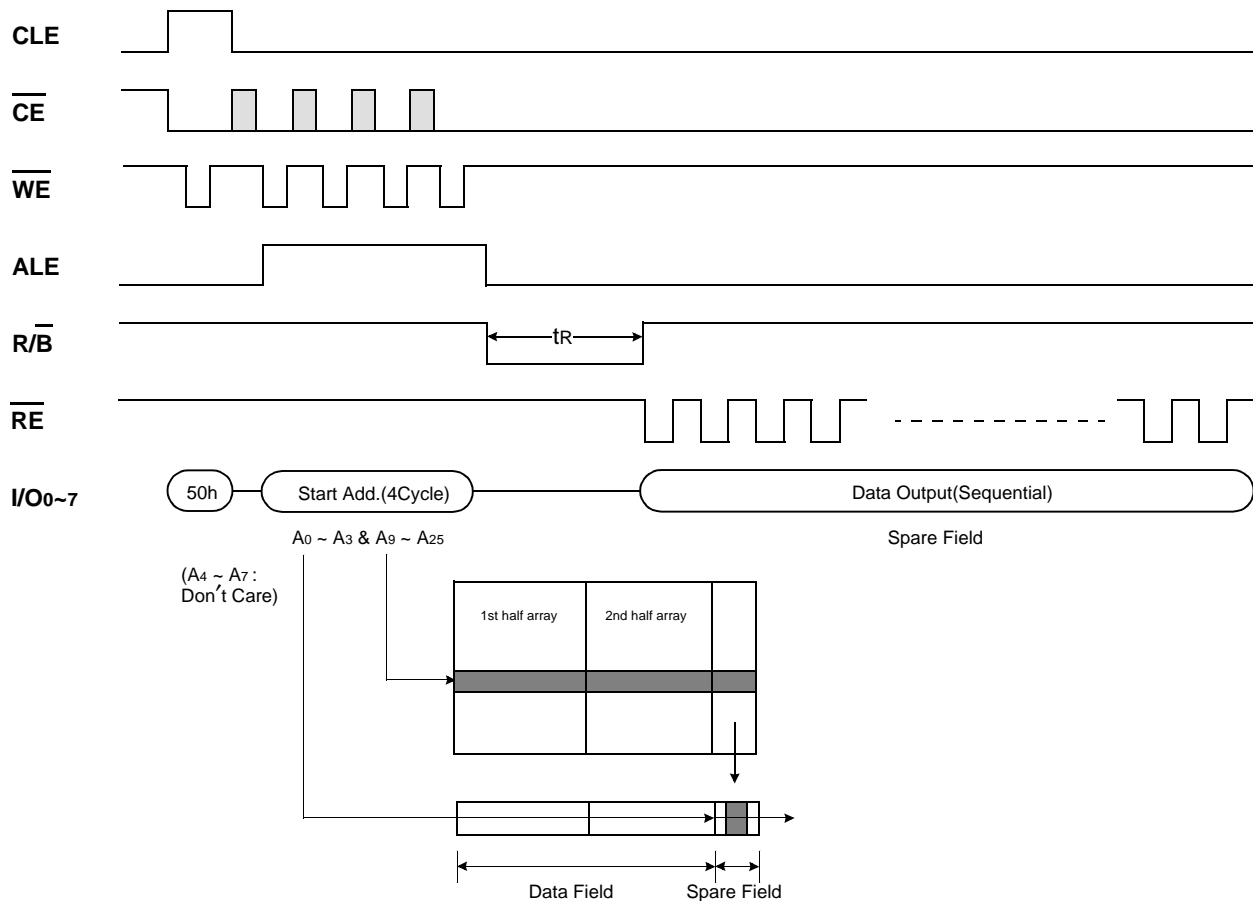 CLE
CE
WE
ALE
R/B
tR
RE
I/O0~7
50h
Start Add.(4Cycle)
Data Output(Sequential)
A0 ~ A3 & A9 ~ A25
Spare Field
(A4 ~ A7 :
Don't Care)
1st half array
2nd half array
Data Field
Spare Field